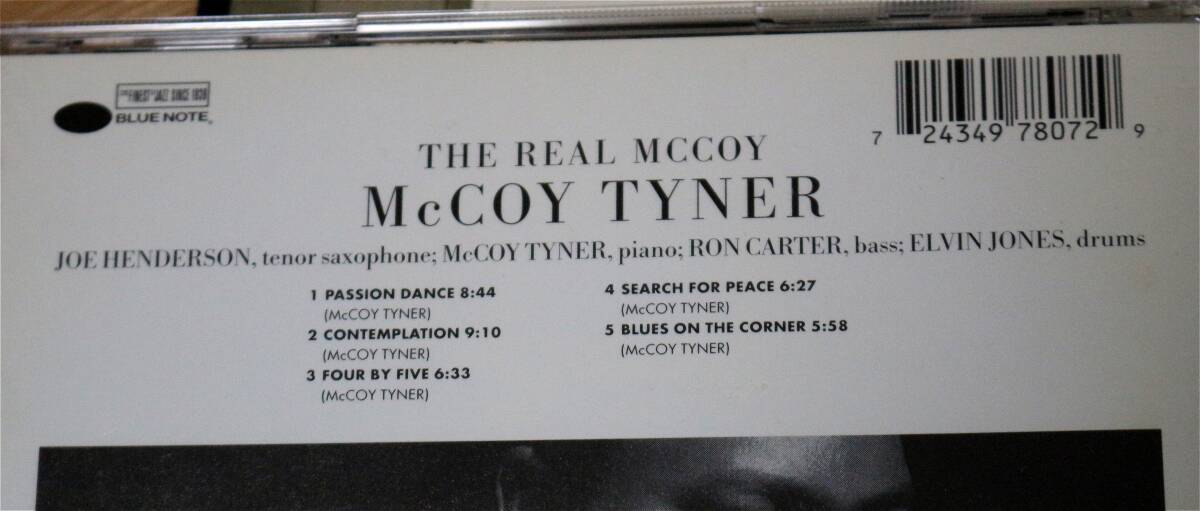 THE FINEST IN JAZZ SINCE 1939
BLUE NOTE®
7 24349 78072 9
THE REAL MCCOY
McCOY TYNER
JOE HENDERSON, tenor saxophone; McCOY TYNER, piano; RON CARTER, bass; ELVIN JONES, drums
1 PASSION DANCE 8:44
(McCOY TYNER)
2 CONTEMPLATION 9:10
(McCOY TYNER)
3 FOUR BY FIVE 6:33
(McCOY TYNER)
4 SEARCH FOR PEACE 6:27
(McCOY TYNER)
5 BLUES ON THE CORNER 5:58
(McCOY TYNER)